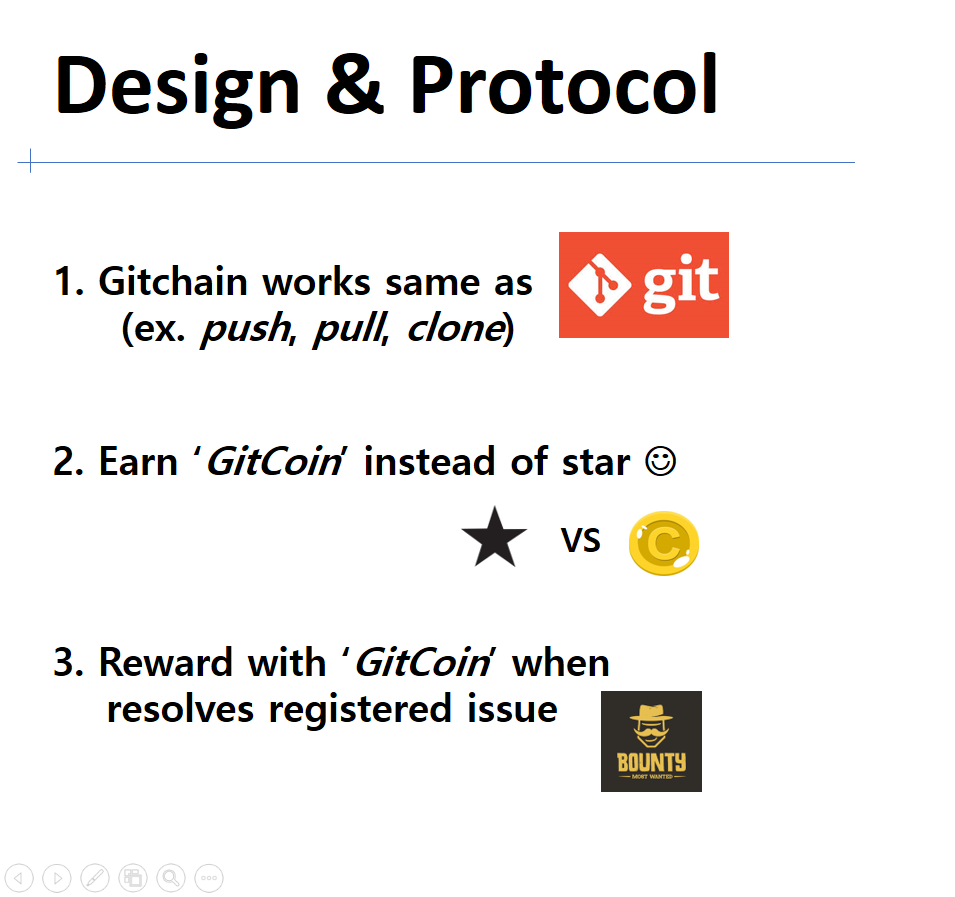 Design & Protocol
1. Gitchain works same as
git
(ex. push, pull, clone)
2. Earn ‘GitCoin’ instead of star ☺
VS
C
3. Reward with ‘GitCoin’ when
resolves registered issue
BOUNTY
MOST WANTED